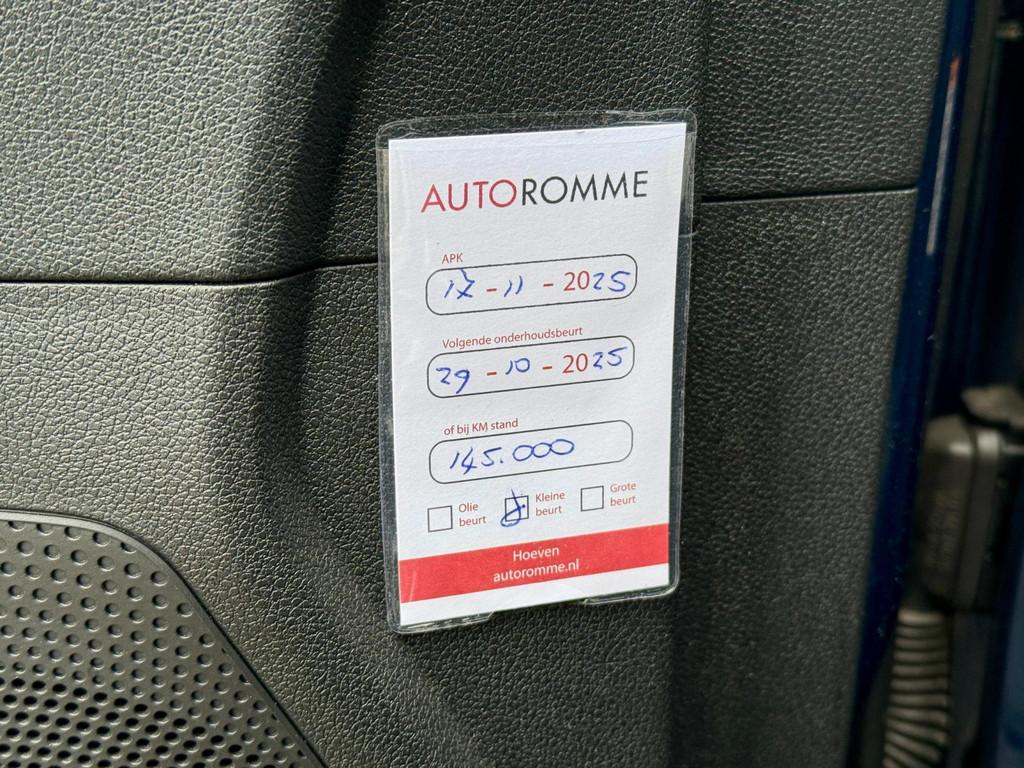 AUTOROMME
APK
17-11-2025
Volgende onderhoudsbeurt
29-10-2025
of bij KM stand
145.000
Olie beurt
Kleine beurt
Grote beurt
Hoeven
autoromme.nl